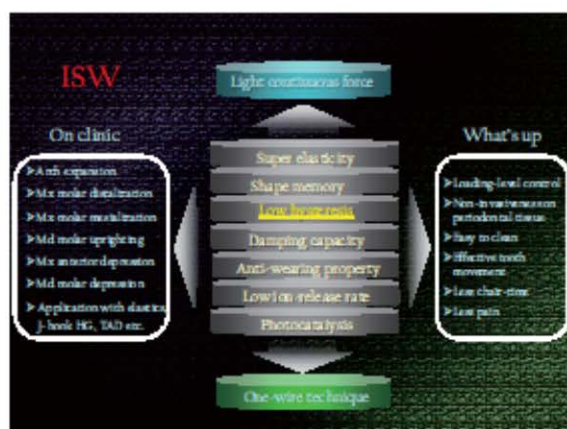 ISW
Light continuous force
On clinic
➤Arch expansion
➤Mx molar distalization
➤Mx molar mesialization
➤Md molar uprighting
➤Mx anterior depression
➤Md molar depression
➤Application with elastics,
J-hook HG, TAD etc.
Super elasticity
Shape memory
Low hysteresis
Damping capacity
Anti-wearing property
Low ion-release rate
Photocatalysis
One-wire technique
What's up
➤Loading-level control
➤Non-invasiveness on
periodontal tissue
➤Easy to clean
➤Effective tooth
movement
➤Less chair-time
➤Less pain